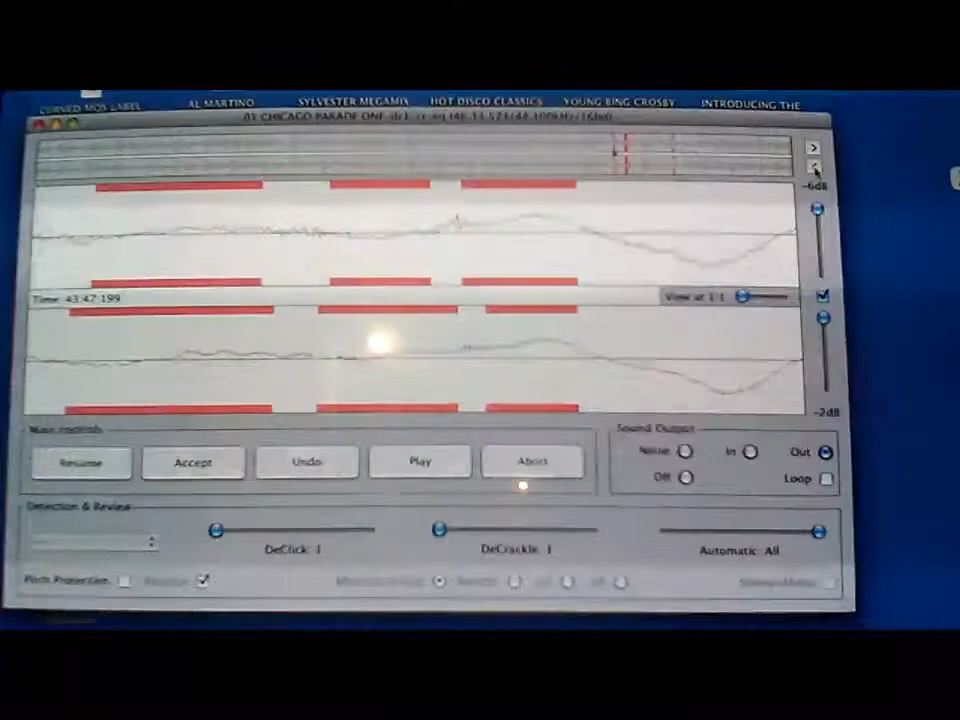 CURVED MOS LABEL
AL MARTINO
SYLVESTER MEGAMIX
HOT DISCO CLASSICS
YOUNG BING CROSBY
INTRODUCING THE
01 CHICAGO PARADE ONE
-6dB
Time: 43:47.199
View at 1:1
-2dB
Main controls
Resume
Accept
Undo
Play
Abort
Sound Output
Noise
In
Out
Off
Loop
Detection & Review
DeClick: 1
DeCrackle: 1
Automatic: All
Pitch Protection